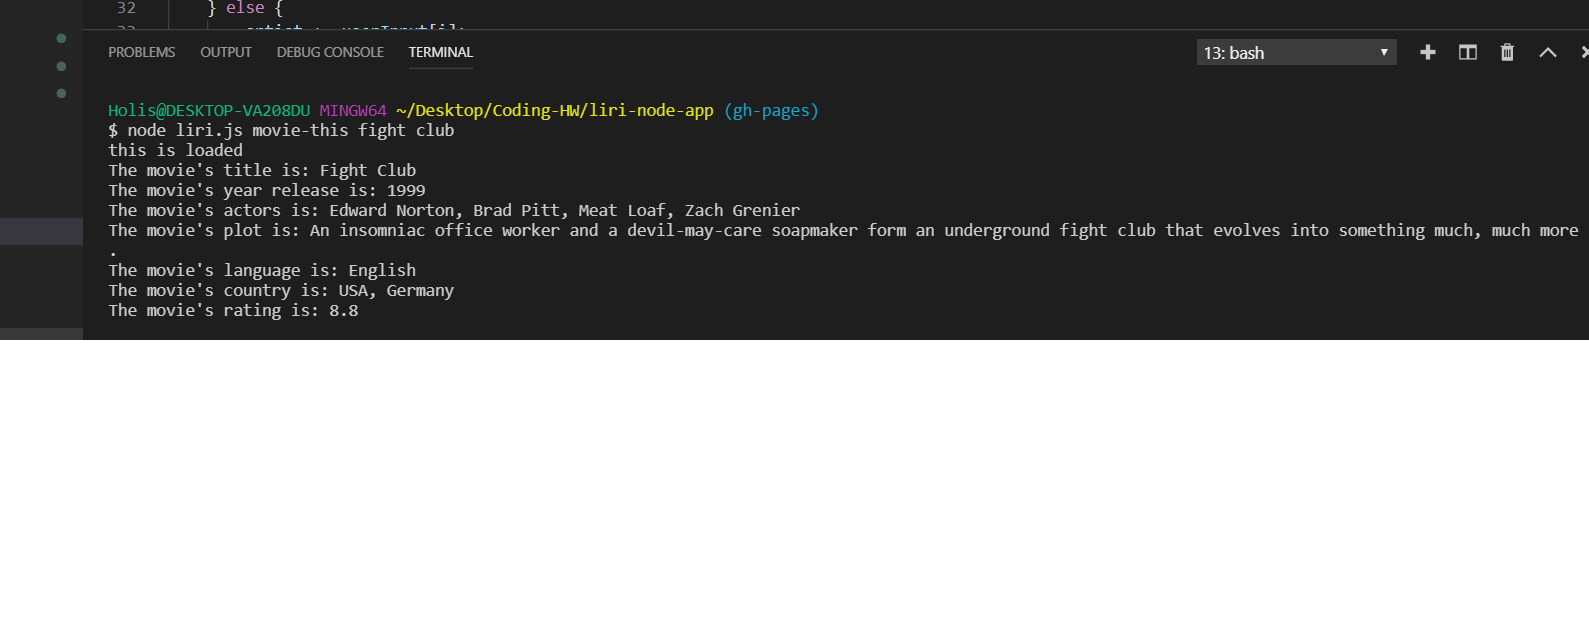 32 } else {
PROBLEMS OUTPUT DEBUG CONSOLE TERMINAL 13: bash
Holis@DESKTOP-VA208DU MINGW64 ~/Desktop/Coding-HW/liri-node-app (gh-pages)
$ node liri.js movie-this fight club
this is loaded
The movie's title is: Fight Club
The movie's year release is: 1999
The movie's actors is: Edward Norton, Brad Pitt, Meat Loaf, Zach Grenier
The movie's plot is: An insomniac office worker and a devil-may-care soapmaker form an underground fight club that evolves into something much, much more
.
The movie's language is: English
The movie's country is: USA, Germany
The movie's rating is: 8.8